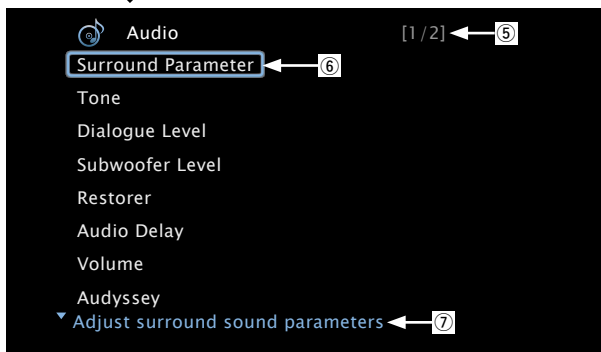 Audio [1/2] ⑤
Surround Parameter ⑥
Tone
Dialogue Level
Subwoofer Level
Restorer
Audio Delay
Volume
Audyssey
Adjust surround sound parameters ⑦